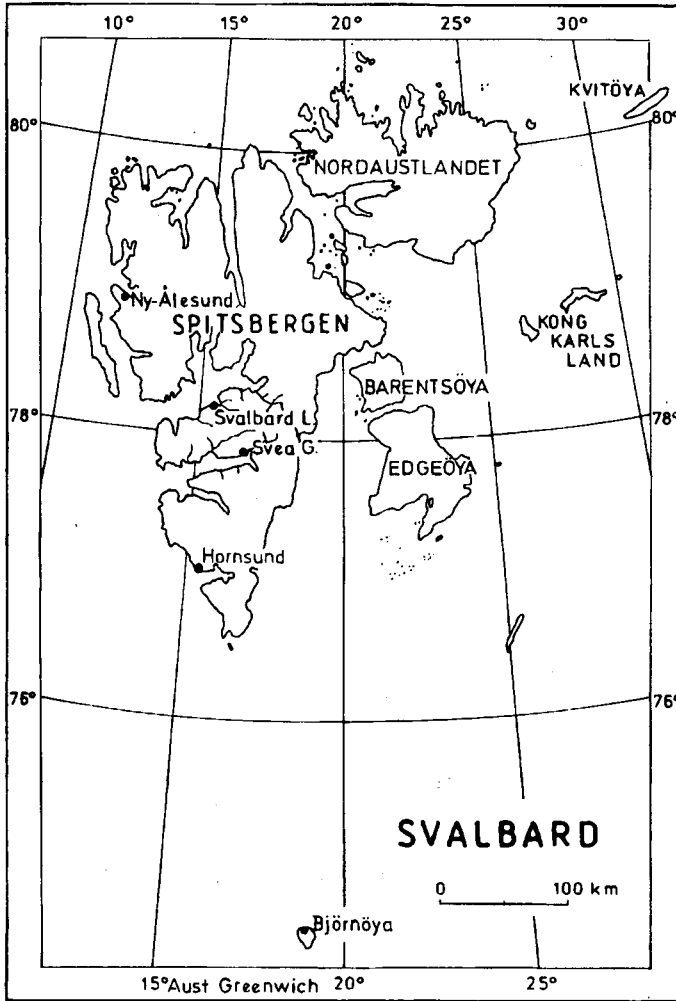 10° 15° 20° 25° 30°
KVITÖYA
80° 80°
NORDAUSTLANDET
Ny-Ålesund
SPITSBERGEN
KONG
KARLS
LAND
BARENTSÖYA
78° 78°
Svalbard L.
Svea G.
EDGEÖYA
Hornsund
76° 76°
SVALBARD
0 100 km
Björnöya
15° Aust Greenwich 20° 25°